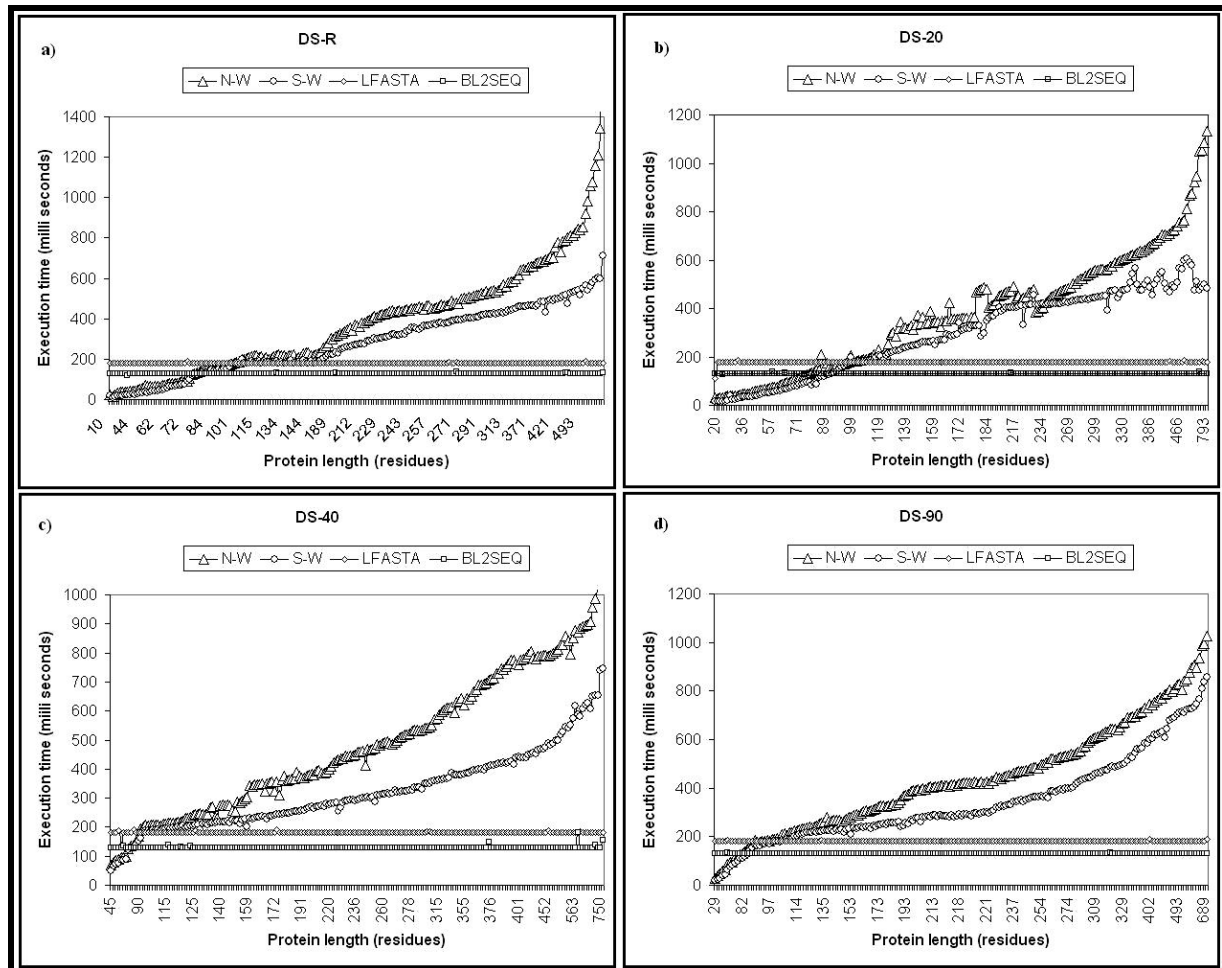 a)
DS-R
N-W S-W LFASTA BL2SEQ
Execution time (milli seconds)
1400
1200
1000
800
600
400
200
0
10 44 62 72 84 101 115 134 144 189 212 229 243 257 271 291 313 371 421 493
Protein length (residues)
b)
DS-20
N-W S-W LFASTA BL2SEQ
Execution time (milli seconds)
1200
1000
800
600
400
200
0
20 36 57 71 89 99 119 139 159 172 184 217 234 269 299 330 386 466 793
Protein length (residues)
c)
DS-40
N-W S-W LFASTA BL2SEQ
Execution time (milli seconds)
1000
900
800
700
600
500
400
300
200
100
0
45 90 115 125 140 159 172 191 220 236 260 278 315 355 376 401 452 563 750
Protein length (residues)
d)
DS-90
N-W S-W LFASTA BL2SEQ
Execution time (milli seconds)
1200
1000
800
600
400
200
0
29 82 97 114 135 153 173 193 213 218 221 237 254 274 309 329 402 493 689
Protein length (residues)